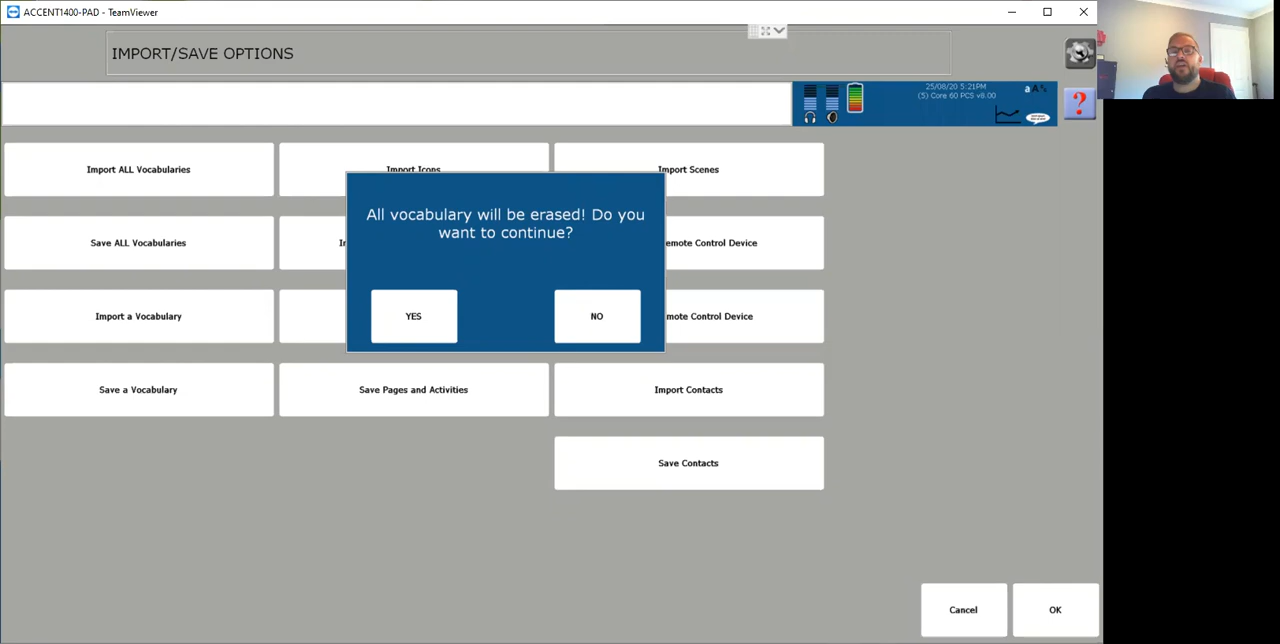 ACCENT1400-PAD - TeamViewer
IMPORT/SAVE OPTIONS
25/08/20 5:21PM
(5) Core 60 PCS v8.00
?
Import ALL Vocabularies
Import Icons
Import Scenes
All vocabulary will be erased! Do you
want to continue?
Save ALL Vocabularies
emote Control Device
Import a Vocabulary
YES
NO
mote Control Device
Save a Vocabulary
Save Pages and Activities
Import Contacts
Save Contacts
Cancel
OK